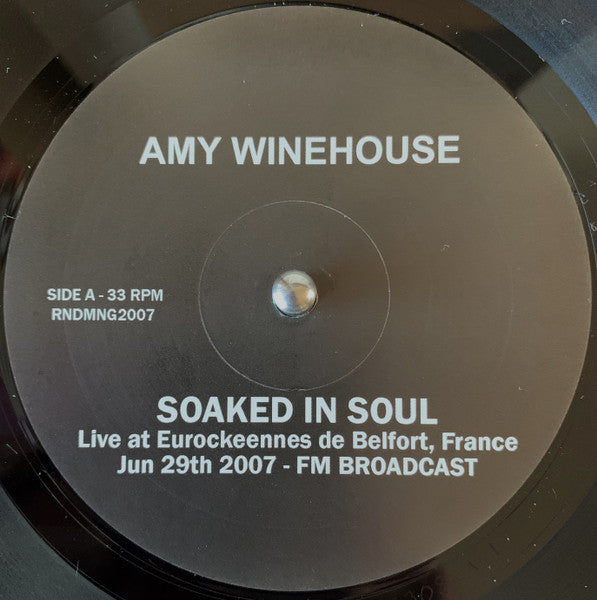 AMY WINEHOUSE
SIDE A - 33 RPM
RNDMNG2007
SOAKED IN SOUL
Live at Eurockeennes de Belfort, France
Jun 29th 2007 - FM BROADCAST